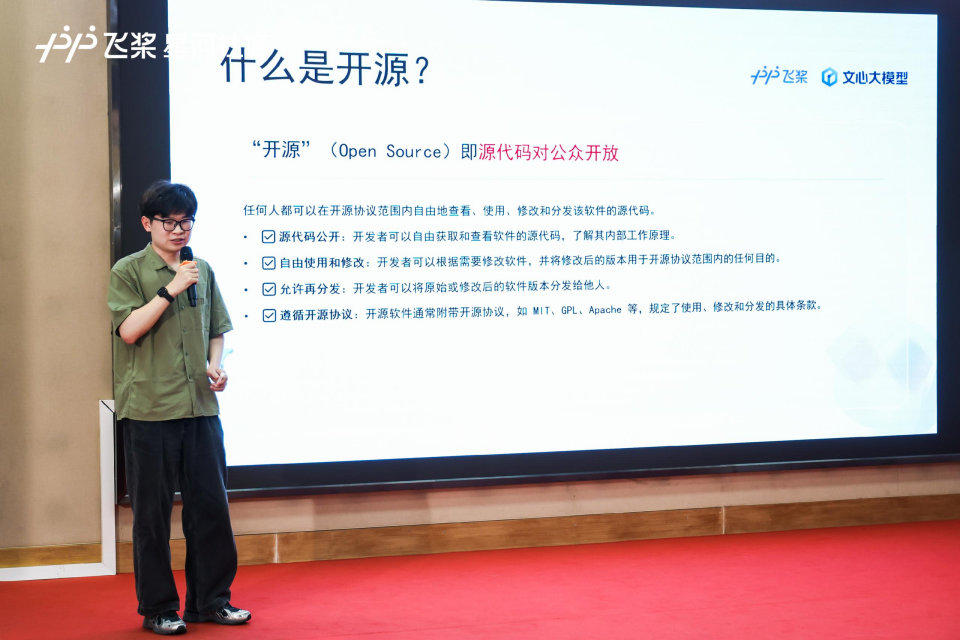 飞桨
什么是开源？
飞桨 文心大模型
“开源”（Open Source）即源代码对公众开放
任何人都可以在开源协议范围内自由地查看、使用、修改和分发该软件的源代码。
• ☑ 源代码公开：开发者可以自由获取和查看软件的源代码，了解其内部工作原理。
• ☑ 自由使用和修改：开发者可以根据需要修改软件，并将修改后的版本用于开源协议范围内的任何目的。
• ☑ 允许再分发：开发者可以将原始或修改后的软件版本分发给他人。
• ☑ 遵循开源协议：开源软件通常附带开源协议，如 MIT、GPL、Apache 等，规定了使用、修改和分发的具体条款。